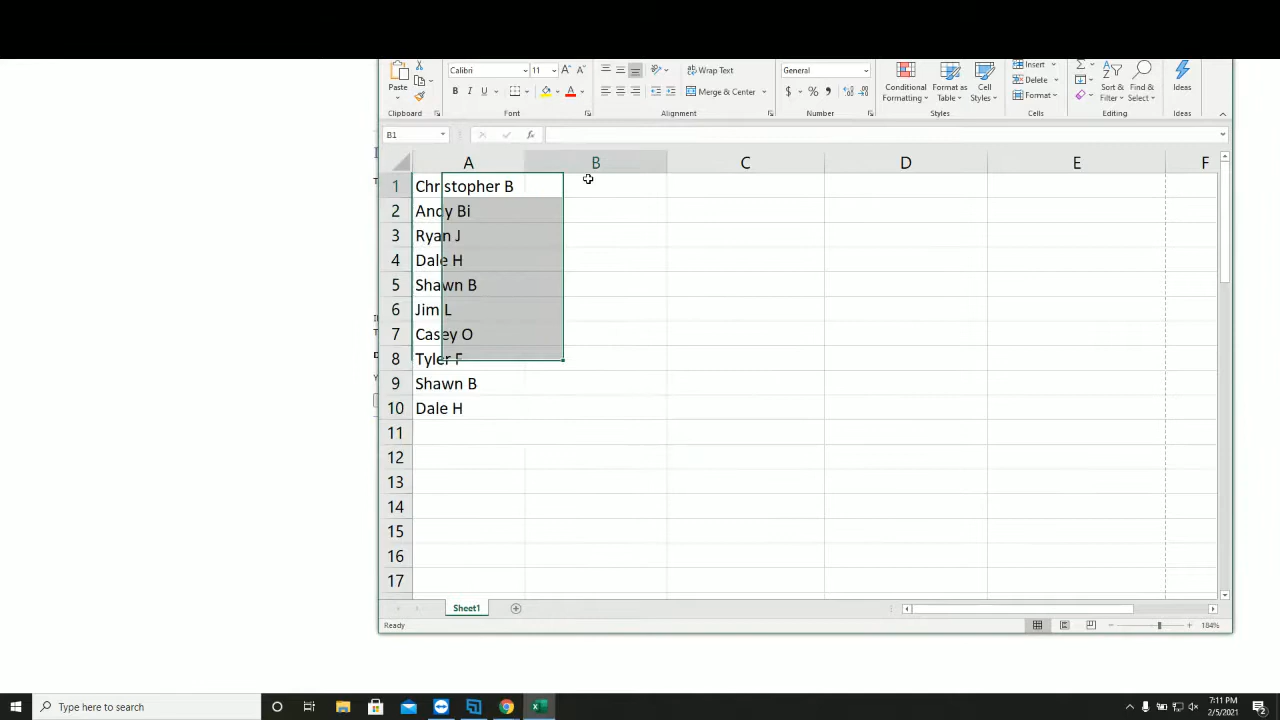 Calibri 11 A A Wrap Text General Insert
Paste B I U A Merge & Center $ % , Conditional Formatting Format as Table Cell Styles Delete Format Sort & Filter Find & Select Ideas
Clipboard Font Alignment Number Styles Cells Editing Ideas
B1 fx
A B C D E F
1 Christopher B
2 Andy Bi
3 Ryan J
4 Dale H
5 Shawn B
6 Jim L
7 Casey O
8 Tyler F
9 Shawn B
10 Dale H
11
12
13
14
15
16
17
Sheet1
Ready 184%
Type here to search
7:11 PM
2/5/2021
2